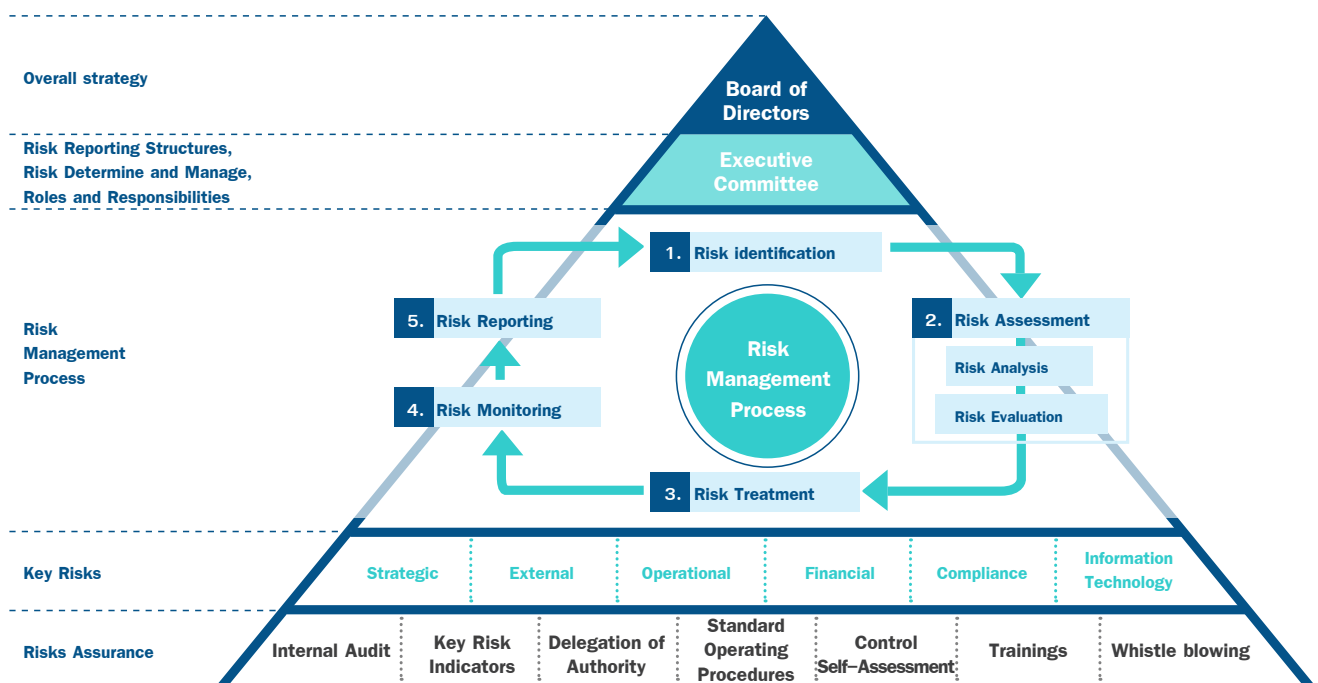 Overall strategy
Board of
Directors
Risk Reporting Structures,
Risk Determine and Manage,
Roles and Responsibilities
Executive
Committee
Risk
Management
Process
1. Risk identification
2. Risk Assessment
Risk Analysis
Risk Evaluation
3. Risk Treatment
4. Risk Monitoring
5. Risk Reporting
Risk
Management
Process
Key Risks
Strategic
External
Operational
Financial
Compliance
Information
Technology
Risks Assurance
Internal Audit
Key Risk
Indicators
Delegation of
Authority
Standard
Operating
Procedures
Control
Self–Assessment
Trainings
Whistle blowing